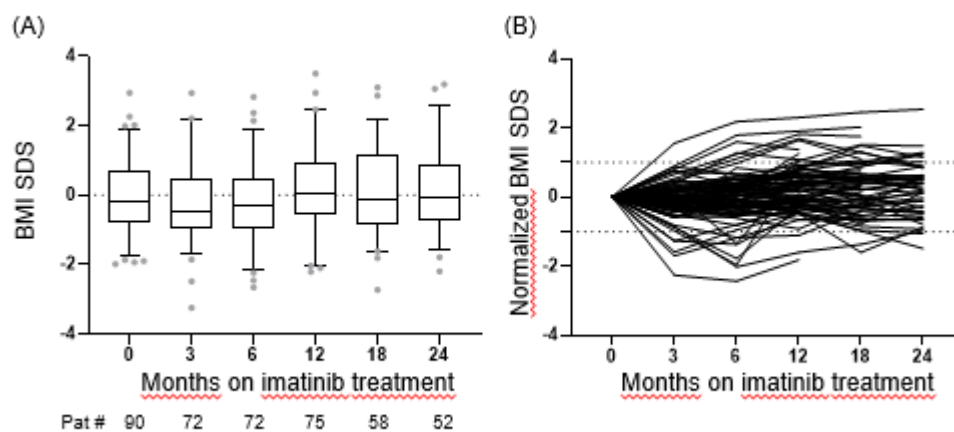 (A)
BMI SDS
4
2
0
-2
-4
0 3 6 12 18 24
Months on imatinib treatment
Pat # 90 72 72 75 58 52
(B)
Normalized BMI SDS
4
2
0
-2
-4
0 3 6 12 18 24
Months on imatinib treatment